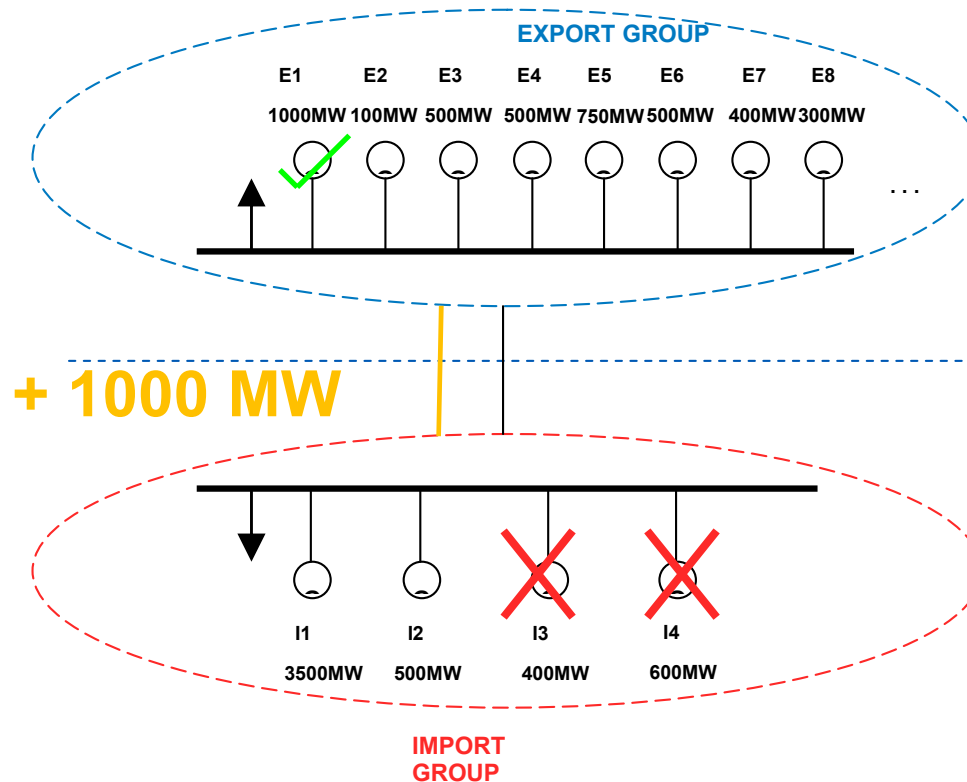 EXPORT GROUP
E1 E2 E3 E4 E5 E6 E7 E8
1000MW 100MW 500MW 500MW 750MW 500MW 400MW 300MW
...
+ 1000 MW
I1 I2 I3 I4
3500MW 500MW 400MW 600MW
IMPORT
GROUP